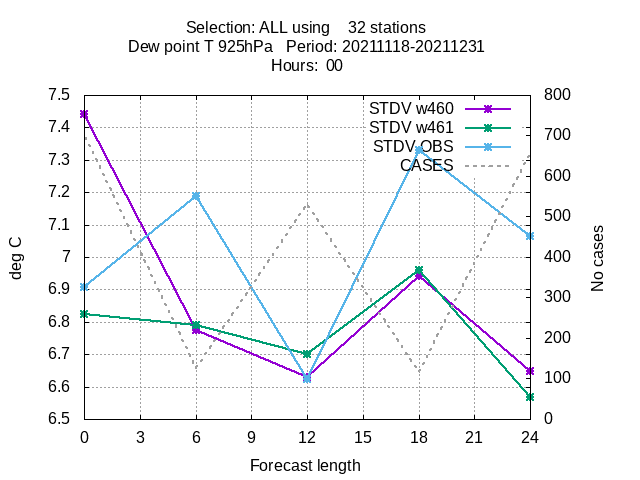 Selection: ALL using    32 stations
Dew point T 925hPa   Period: 20211118-20211231
Hours:  00
7.5
7.4
7.3
7.2
7.1
7
6.9
6.8
6.7
6.6
6.5
800
700
600
500
400
300
200
100
0
STDV w460
STDV w461
STDV OBS
CASES
deg C
No cases
0 3 6 9 12 15 18 21 24
Forecast length